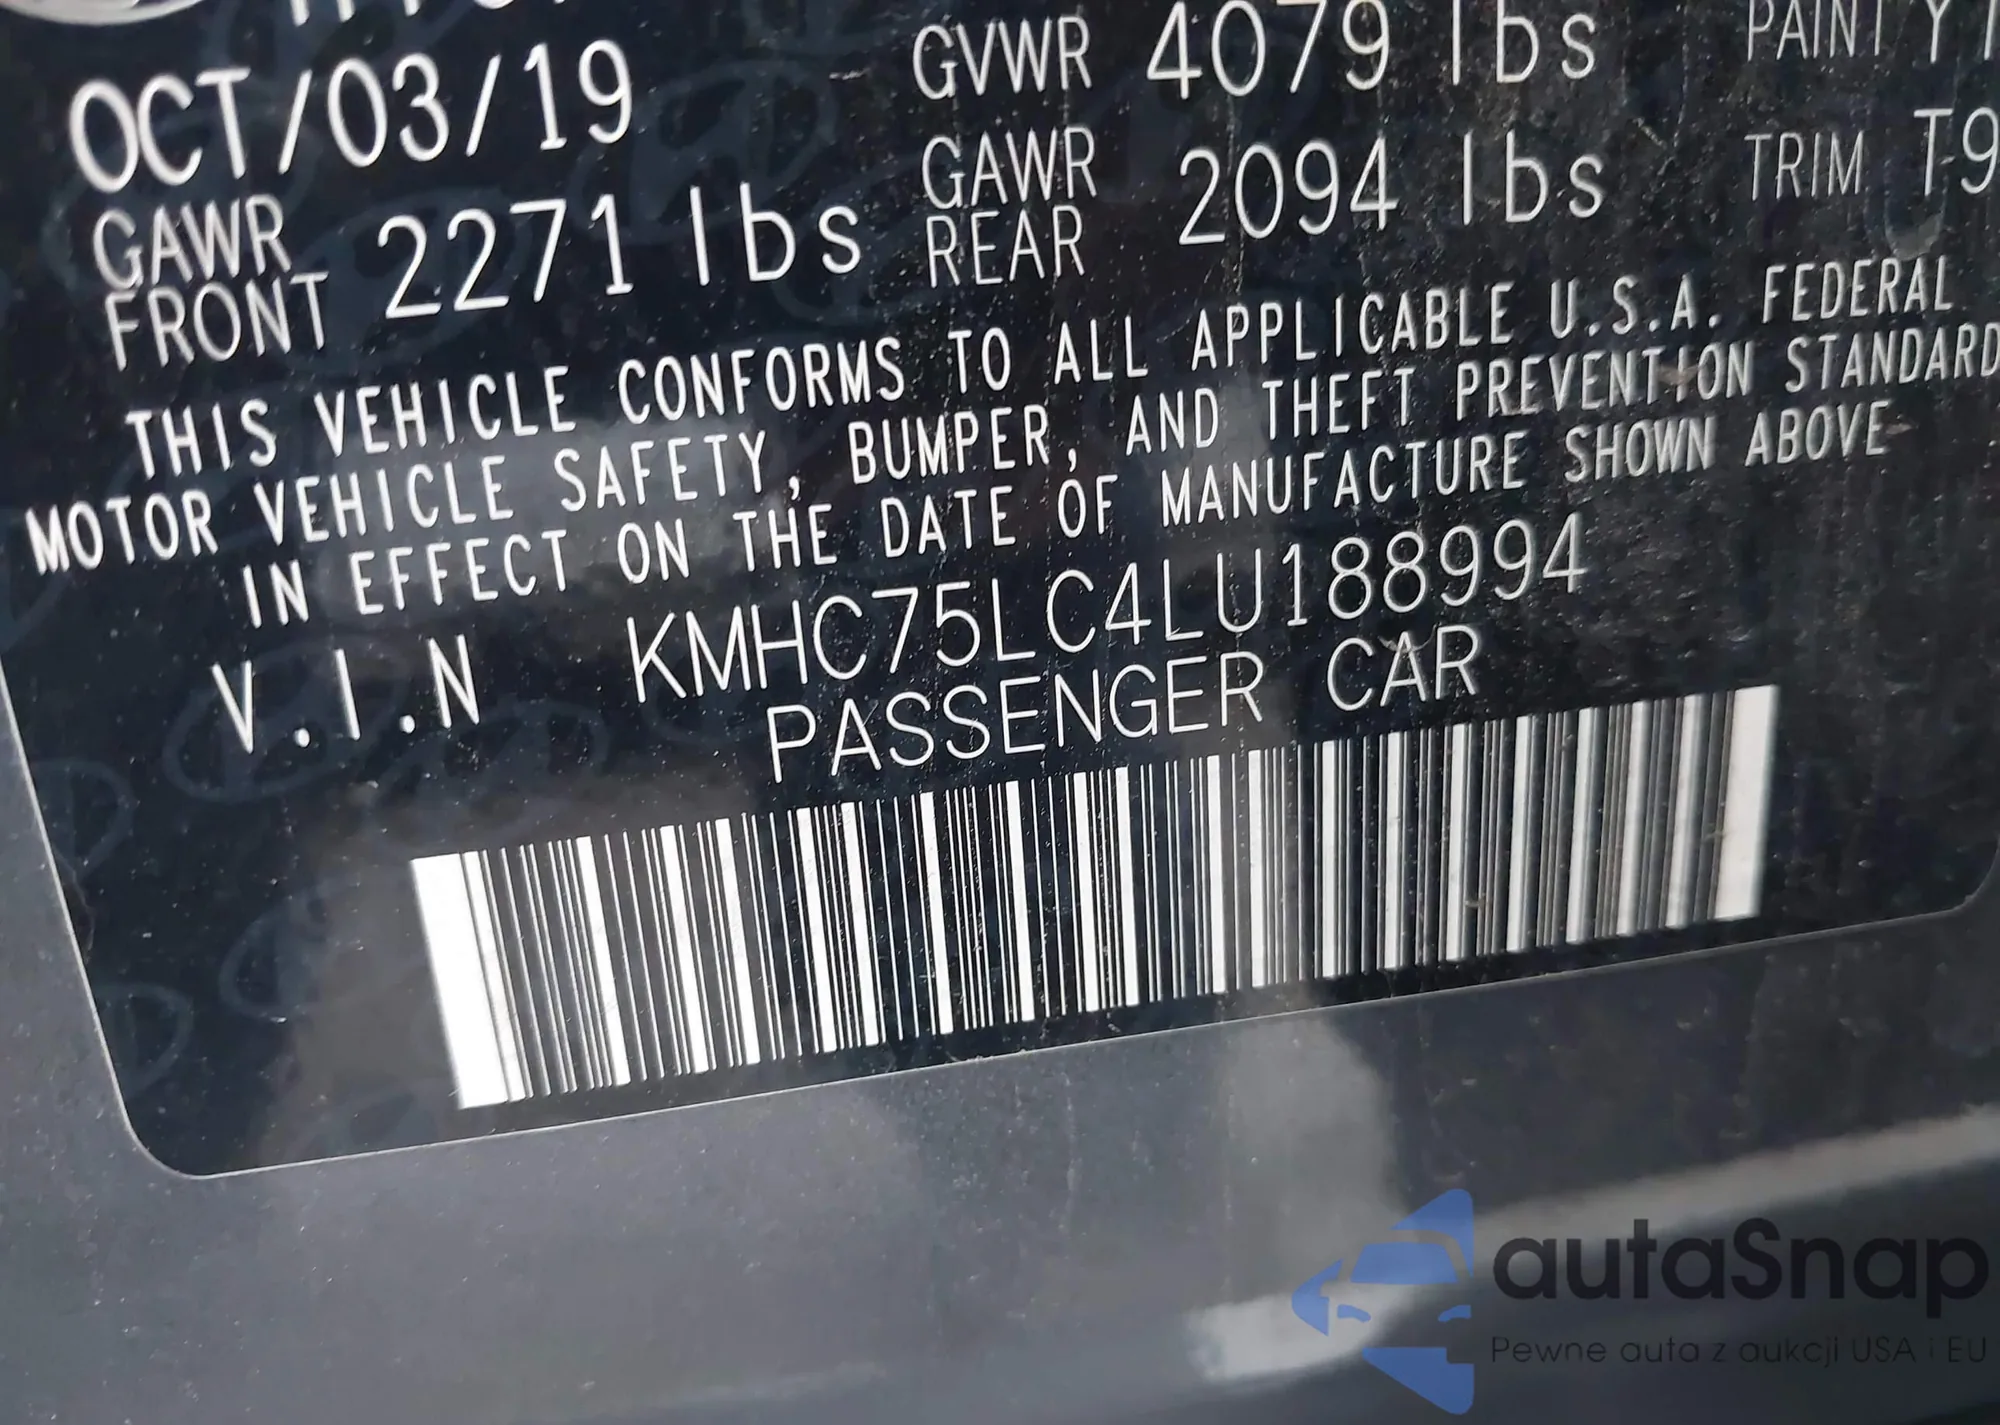 OCT/03/19 GVWR 4079 lbs PAINT
GAWR FRONT 2271 lbs GAWR REAR 2094 lbs TRIM T9
THIS VEHICLE CONFORMS TO ALL APPLICABLE U.S.A. FEDERAL
MOTOR VEHICLE SAFETY, BUMPER, AND THEFT PREVENTION STANDARD
IN EFFECT ON THE DATE OF MANUFACTURE SHOWN ABOVE
V.I.N KMHC75LC4LU188994
PASSENGER CAR
autaSnap
Pewne auta z aukcji USA i EU